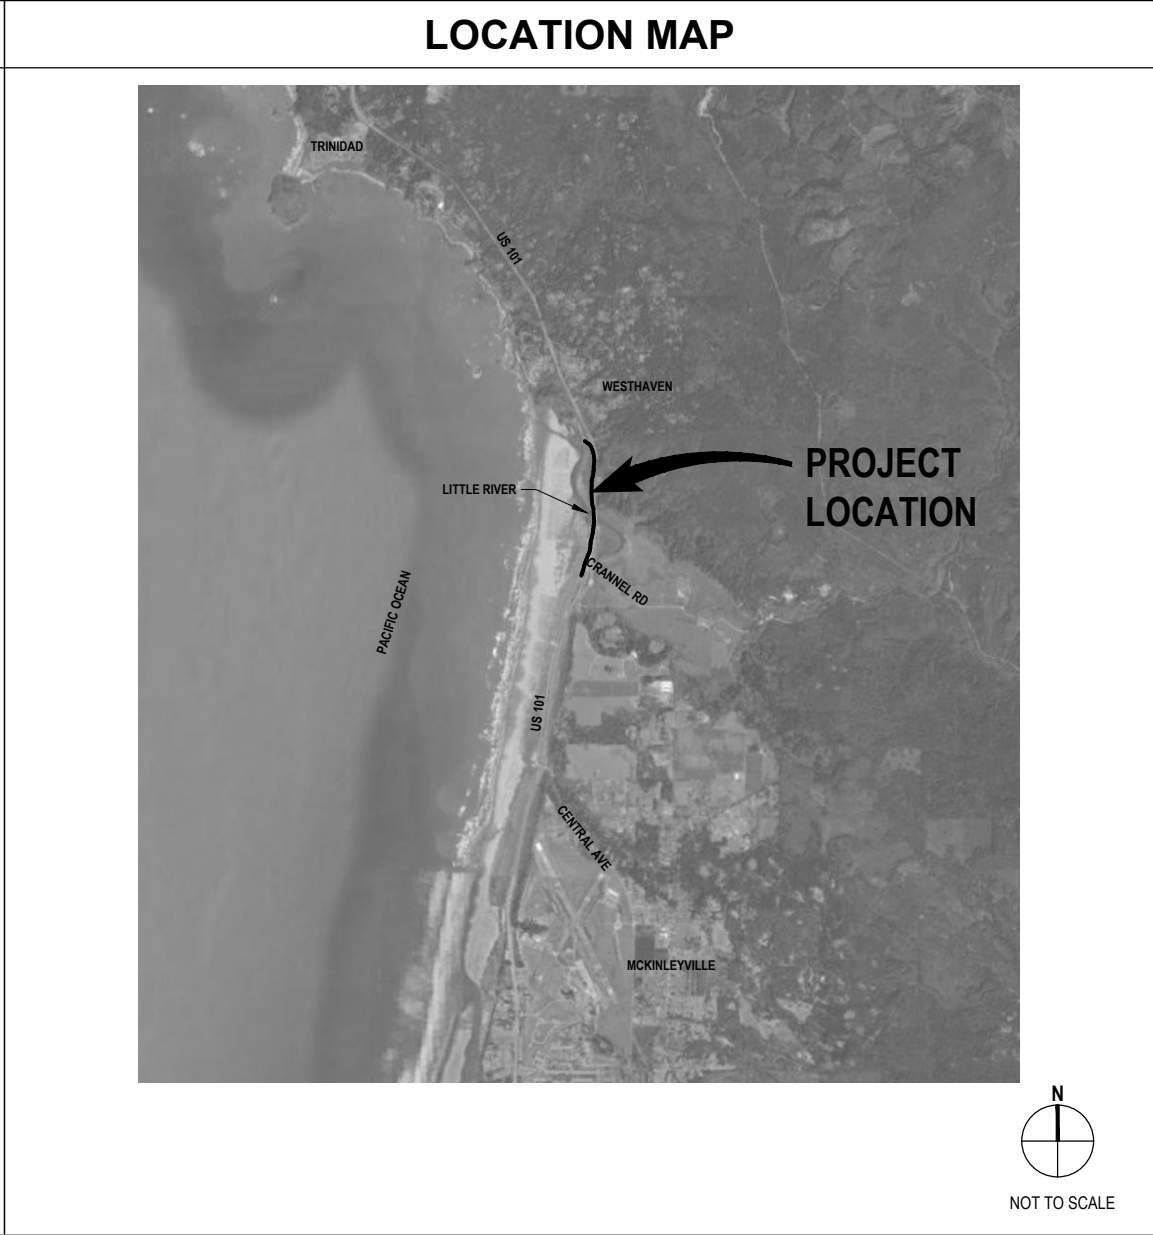 LOCATION MAP
TRINIDAD
US 101
WESTHAVEN
PROJECT
LOCATION
LITTLE RIVER
CRANNEL RD
PACIFIC OCEAN
US 101
CENTRAL AVE
MCKINLEYVILLE
N
NOT TO SCALE